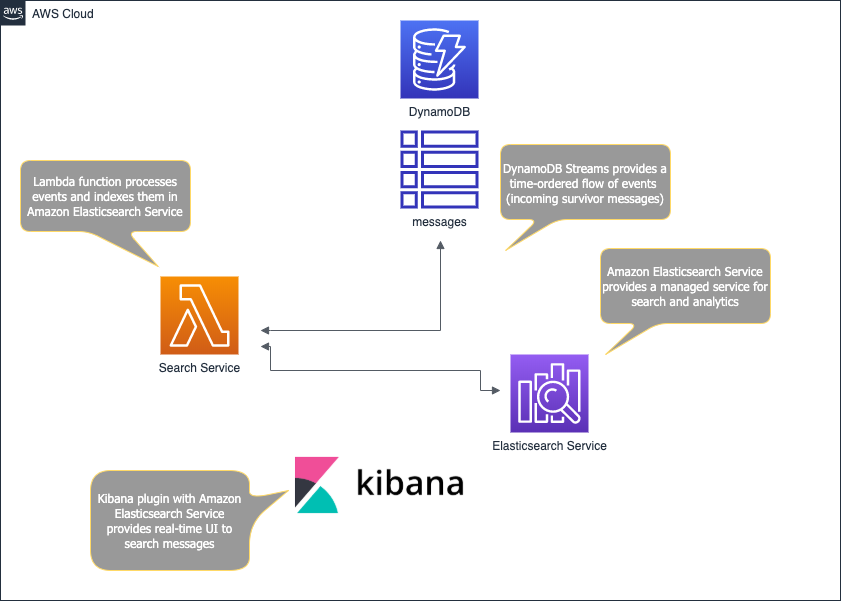 aws
AWS Cloud
DynamoDB
messages
Lambda function processes
events and indexes them in
Amazon Elasticsearch Service
DynamoDB Streams provides a
time-ordered flow of events
(incoming survivor messages)
Amazon Elasticsearch Service
provides a managed service for
search and analytics
Search Service
Elasticsearch Service
kibana
Kibana plugin with Amazon
Elasticsearch Service
provides real-time UI to
search messages